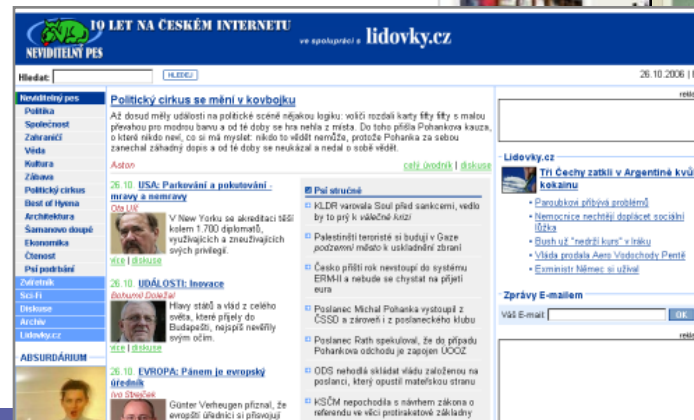 10 LET NA ČESKÉM INTERNETU
NEVIDITELNÝ PES
ve spolupráci s lidovky.cz
Hledat:
HLEDEJ
26.10.2006 |
Neviditelný pes
Politika
Společnost
Zahraničí
Věda
Kultura
Zábava
Politický cirkus
Best of Hyena
Architektura
Šamanovo doupě
Ekonomika
Čtenost
Psí podrbání
Zvířetník
Sci-Fi
Diskuse
Archiv
Lidovky.cz
ABSURDÁRIUM
Politický cirkus se mění v kovbojku
Až dosud měly události na politické scéně nějakou logiku: voliči rozdali karty fifty fifty s malou
převahou pro modrou barvu a od té doby se hra nehla z místa. Do toho přišla Pohankova kauza,
o které nikdo neví, co si má myslet: nikdo to vědět nemůže, protože Pohanka za sebou
zanechal záhadný dopis a od té doby se neukázal a nedal o sobě vědět.
Aston
celý úvodník | diskuse
26.10. USA: Parkování a pokutování -
mravy a nemravy
Ota Ulč
V New Yorku se akreditaci těší
kolem 1.700 diplomatů,
využívajících a zneužívajících
svých privilegií.
více | diskuse
26.10. UDÁLOSTI: Inovace
Bohumil Doležal
Hlavy států a vlád z celého
světa, které přijely do
Budapešti, nejspíš nevěřily
svým očím.
více | diskuse
26.10. EVROPA: Pánem je evropský
úředník
Ivo Strejček
Günter Verheugen přiznal, že
evropští úředníci si přisvojují
Psí stručné
KLDR varovala Soul před sankcemi, vedlo
by to prý k válečné krizi
Palestinští teroristé si budují v Gaze
podzemní město k uskladnění zbraní
Česko příští rok nevstoupí do systému
ERM-II a nebude se chystat na přijetí
eura
Poslanec Michal Pohanka vystoupil z
ČSSD a zároveň i z poslaneckého klubu
Poslanec Rath spekuloval, že do případu
Pohankova odchodu je zapojen ÚOOZ
ODS nehodlá skládat vládu založenou na
poslanci, který opustil mateřskou stranu
KSČM nepochodila s návrhem zákona o
referendu ve věci protiraketové základny
Lidovky.cz
Tři Čechy zatkli v Argentině kvůli
kokainu
Paroubkovi přibývá problémů
Nemocnice nechtějí doplácet sociální
lůžka
Bush už "nedrží kurs" v Iráku
Vláda prodala Aero Vodochody Pentě
Exministr Němec si užíval
Zprávy E-mailem
Váš E-mail:
OK